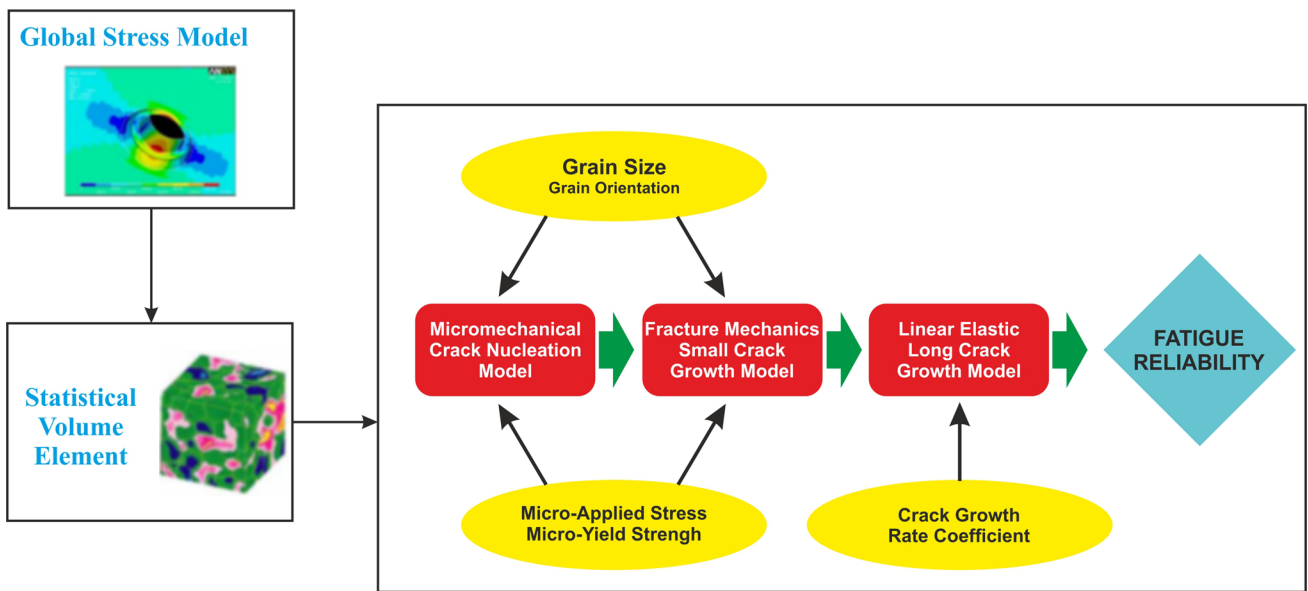 Global Stress Model
Grain Size
Grain Orientation
Micromechanical
Crack Nucleation
Model
Fracture Mechanics
Small Crack
Growth Model
Linear Elastic
Long Crack
Growth Model
FATIGUE
RELIABILITY
Statistical
Volume
Element
Micro-Applied Stress
Micro-Yield Strengh
Crack Growth
Rate Coefficient